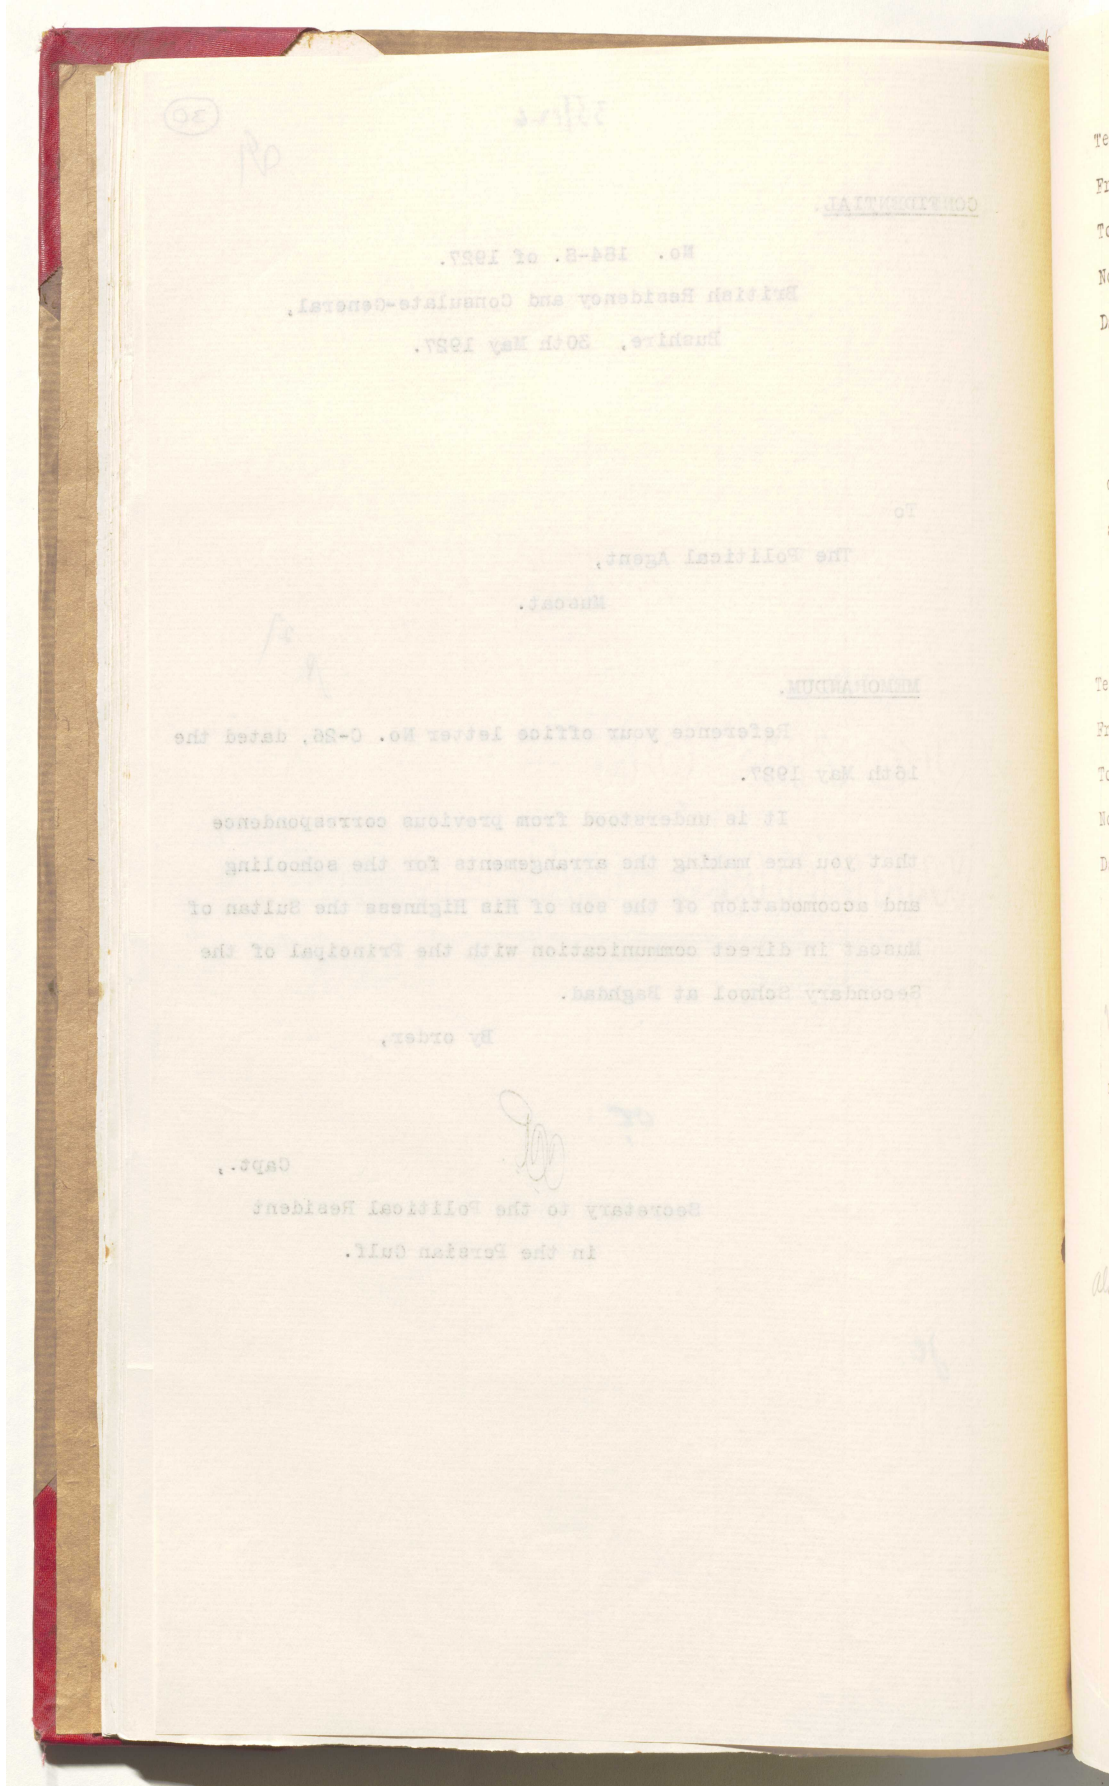 30
CONFIDENTIAL.
No. 184-S. of 1927.
British Residency and Consulate-General,
Bushire, 30th May 1927.
To
The Political Agent,
Muscat.
MEMORANDUM.
Reference your office letter No. C-26, dated the
16th May 1927.
It is understood from previous correspondence
that you are making the arrangements for the schooling
and accomodation of the son of His Highness the Sultan of
Muscat in direct communication with the Principal of the
Secondary School at Baghdad.
By order,
Capt.,
Secretary to the Political Resident
in the Persian Gulf.